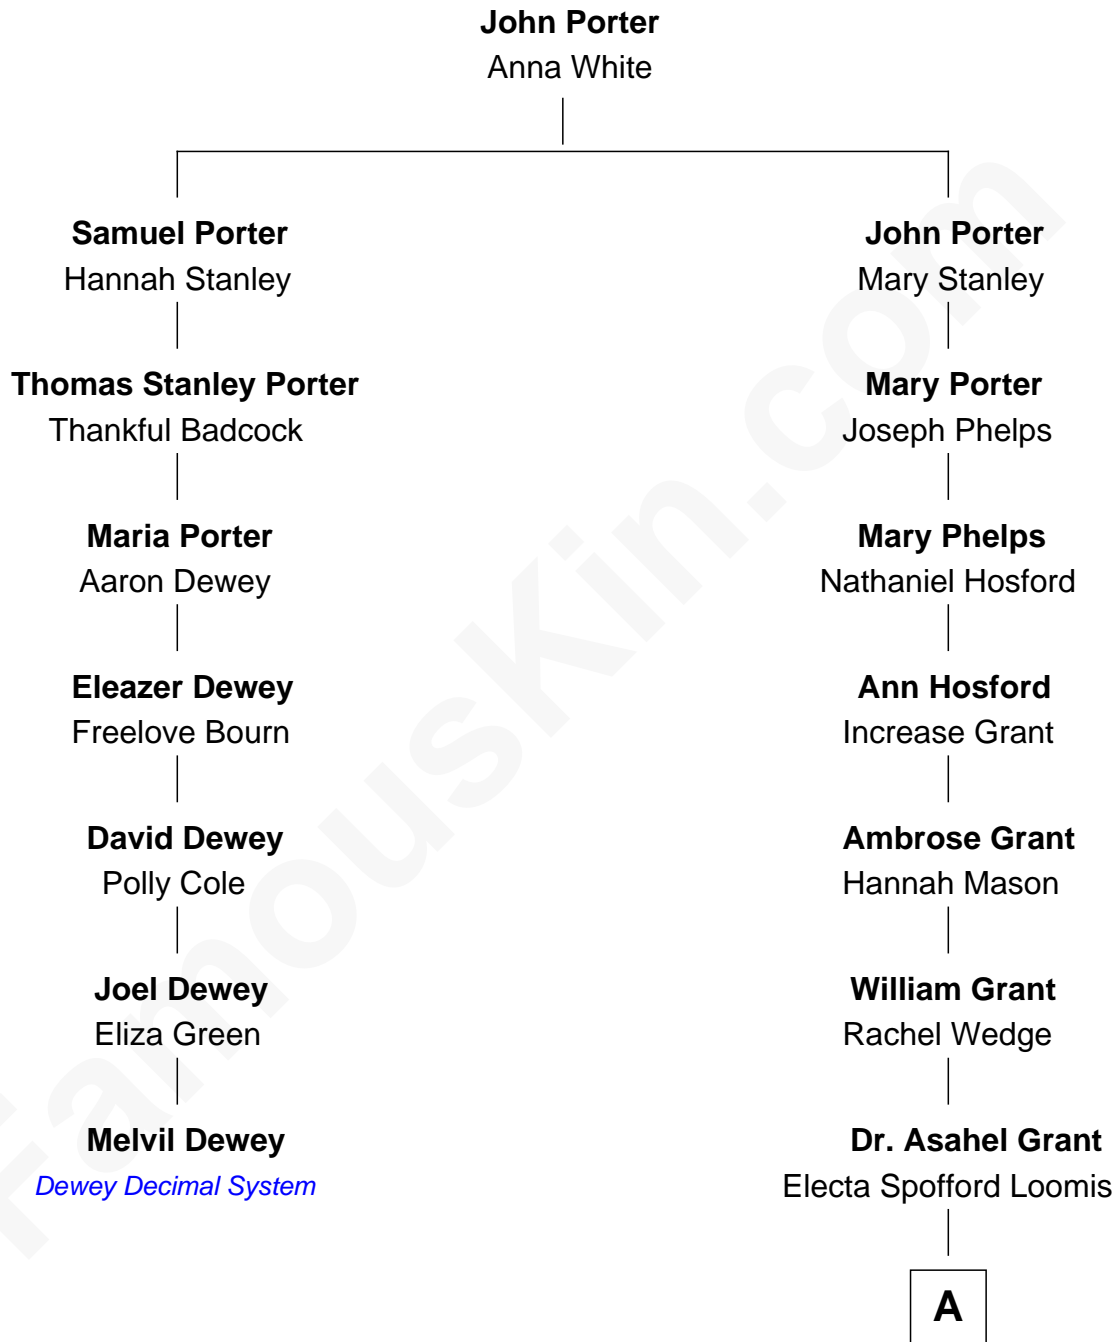 John Porter
Anna White
Samuel Porter
Hannah Stanley
John Porter
Mary Stanley
Thomas Stanley Porter
Thankful Badcock
Mary Porter
Joseph Phelps
Maria Porter
Aaron Dewey
Mary Phelps
Nathaniel Hosford
Eleazer Dewey
Freelove Bourn
Ann Hosford
Increase Grant
David Dewey
Polly Cole
Ambrose Grant
Hannah Mason
Joel Dewey
Eliza Green
William Grant
Rachel Wedge
Melvil Dewey
Dewey Decimal System
Dr. Asahel Grant
Electa Spofford Loomis
A
FamousKin.com